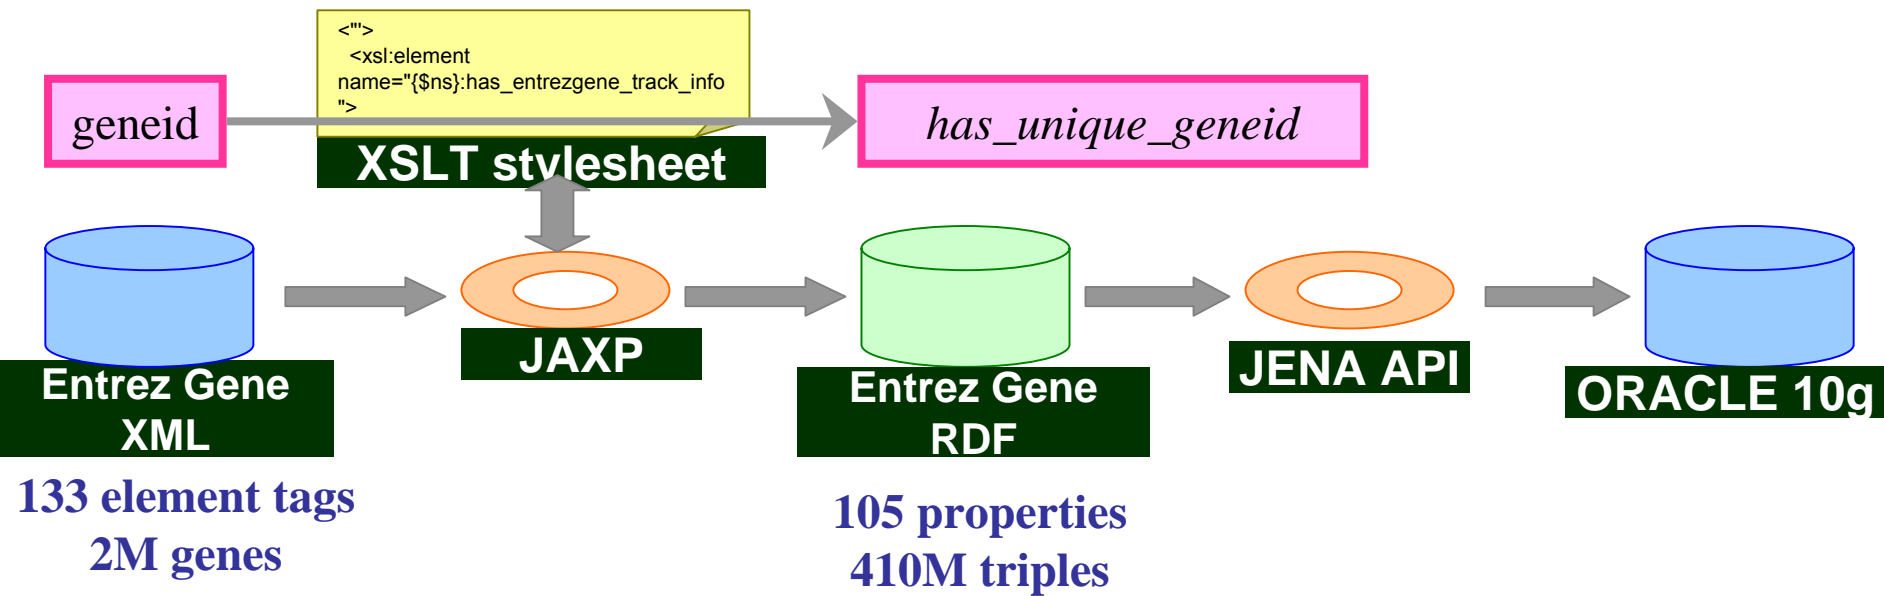 <"'>
<xsl:element
name="{$ns}:has_entrezgene_track_info
">
geneid
has_unique_geneid
XSLT stylesheet
JAXP
JENA API
Entrez Gene
XML
Entrez Gene
RDF
ORACLE 10g
133 element tags
2M genes
105 properties
410M triples